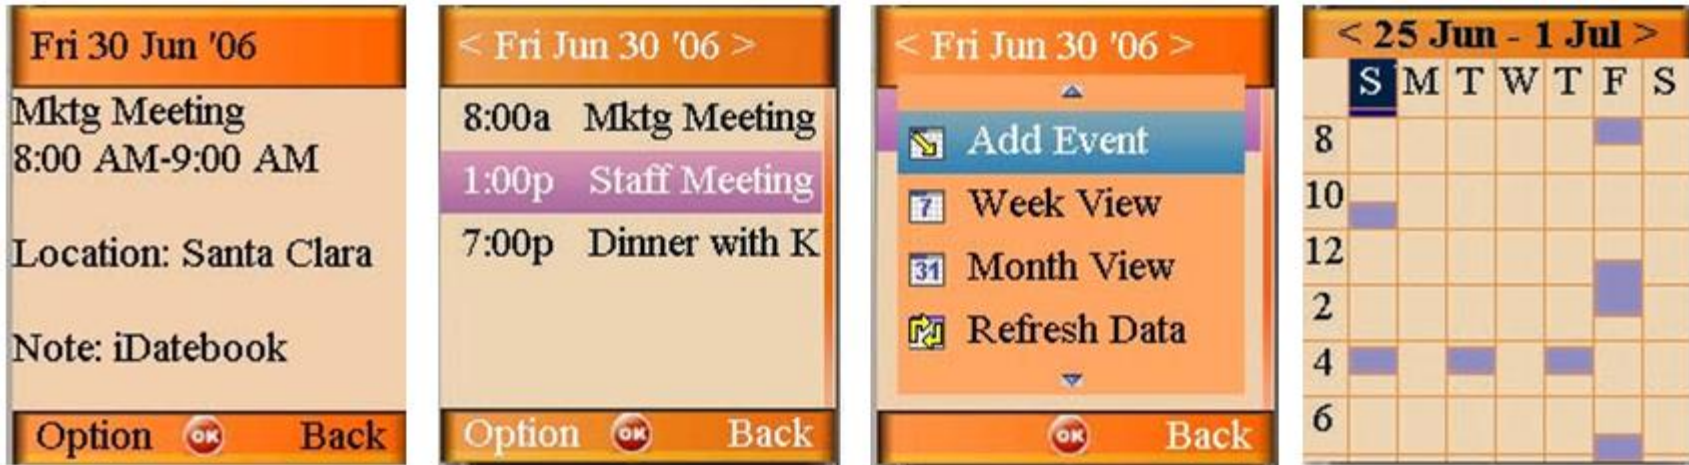 Fri 30 Jun '06
Mktg Meeting
8:00 AM-9:00 AM
Location: Santa Clara
Note: iDatebook
Option OK Back
< Fri Jun 30 '06 >
8:00a Mktg Meeting
1:00p Staff Meeting
7:00p Dinner with K
Option OK Back
< Fri Jun 30 '06 >
Add Event
7 Week View
31 Month View
Refresh Data
OK Back
< 25 Jun - 1 Jul >
S M T W T F S
8
10
12
2
4
6